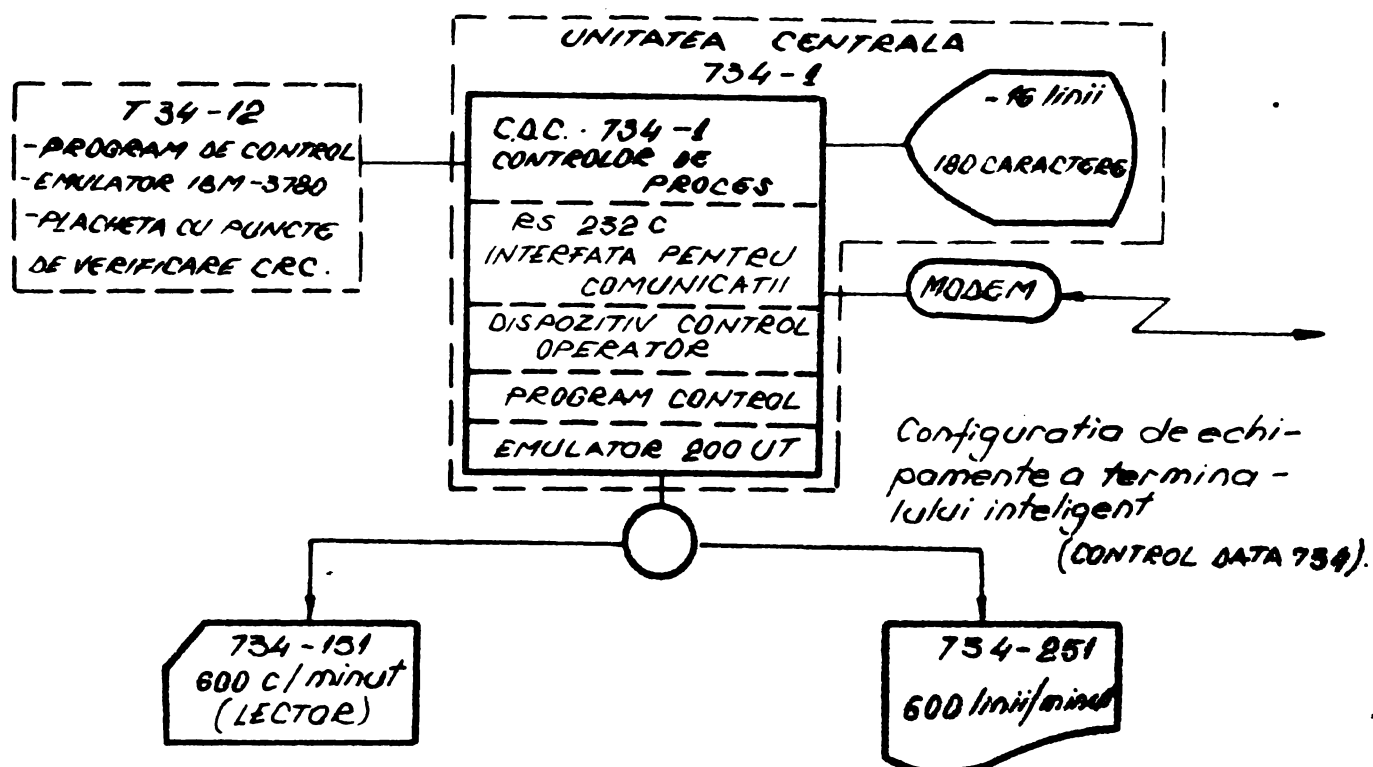 UNITATEA CENTRALA
734-1
T 34-12
-PROGRAM DE CONTROL
-EMULATOR IBM-3780
-PLACHETA CU PUNCTE
DE VERIFICARE CRC.
C.D.C. 734-1
CONTROLOR DE
PROCES
RS 232 C
INTERFATA PENTRU
COMUNICATII
DISPOZITIV CONTROL
OPERATOR
PROGRAM CONTROL
EMULATOR 200 UT
- 16 linii
180 CARACTERE
MODEM
Configuratia de echi-
pamente a termina-
lului inteligent
(CONTROL DATA 734).
734-151
600 c/minut
(LECTOR)
734-251
600 linii/minut